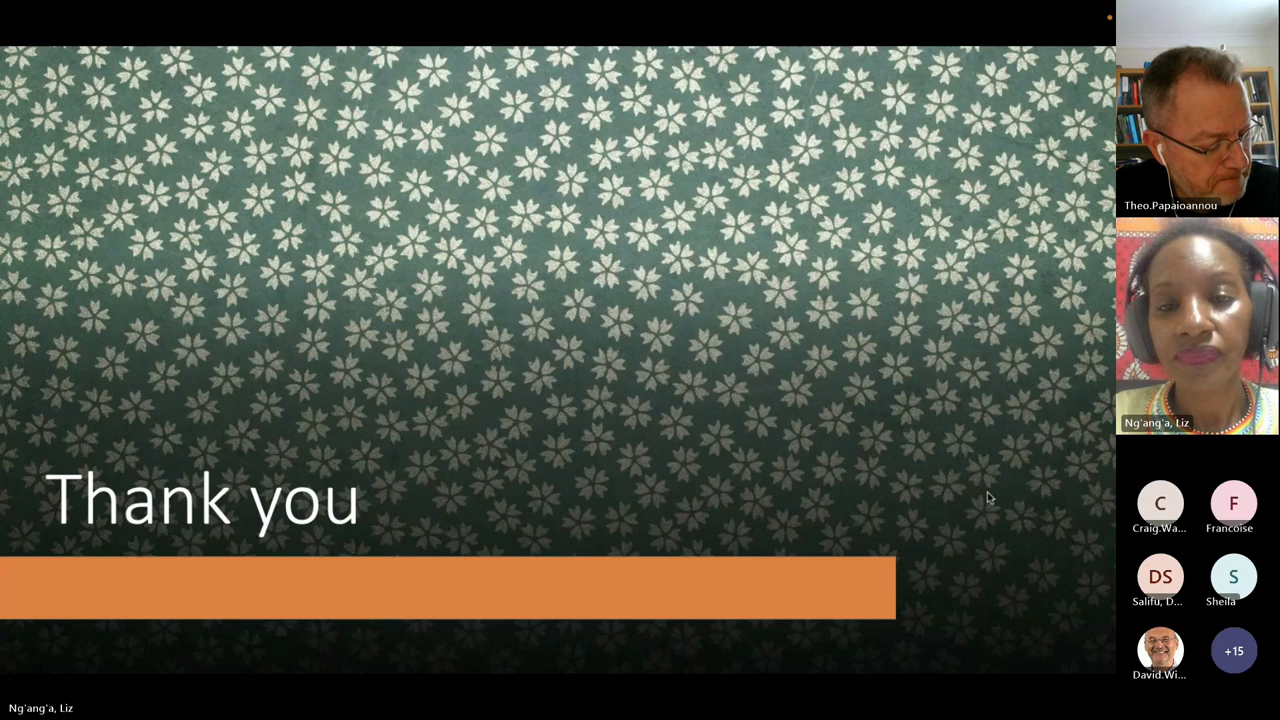 Thank you
Theo.Papaioannou
Ng'ang'a, Liz
C
Craig.Wa...
F
Francoise
DS
Salifu, D...
S
Sheila
David.Wi...
+15
Ng'ang'a, Liz